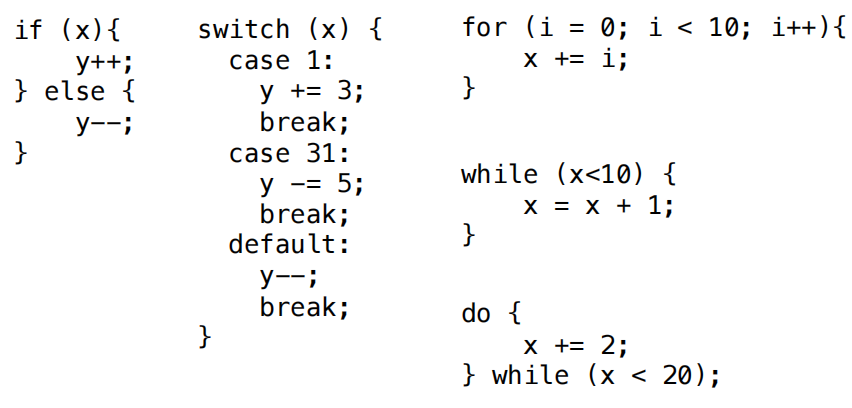 if (x){
    y++;
} else {
    y--;
}
switch (x) {
  case 1:
    y += 3;
    break;
  case 31:
    y -= 5;
    break;
  default:
    y--;
    break;
}
for (i = 0; i < 10; i++){
    x += i;
}
while (x<10) {
    x = x + 1;
}
do {
    x += 2;
} while (x < 20);